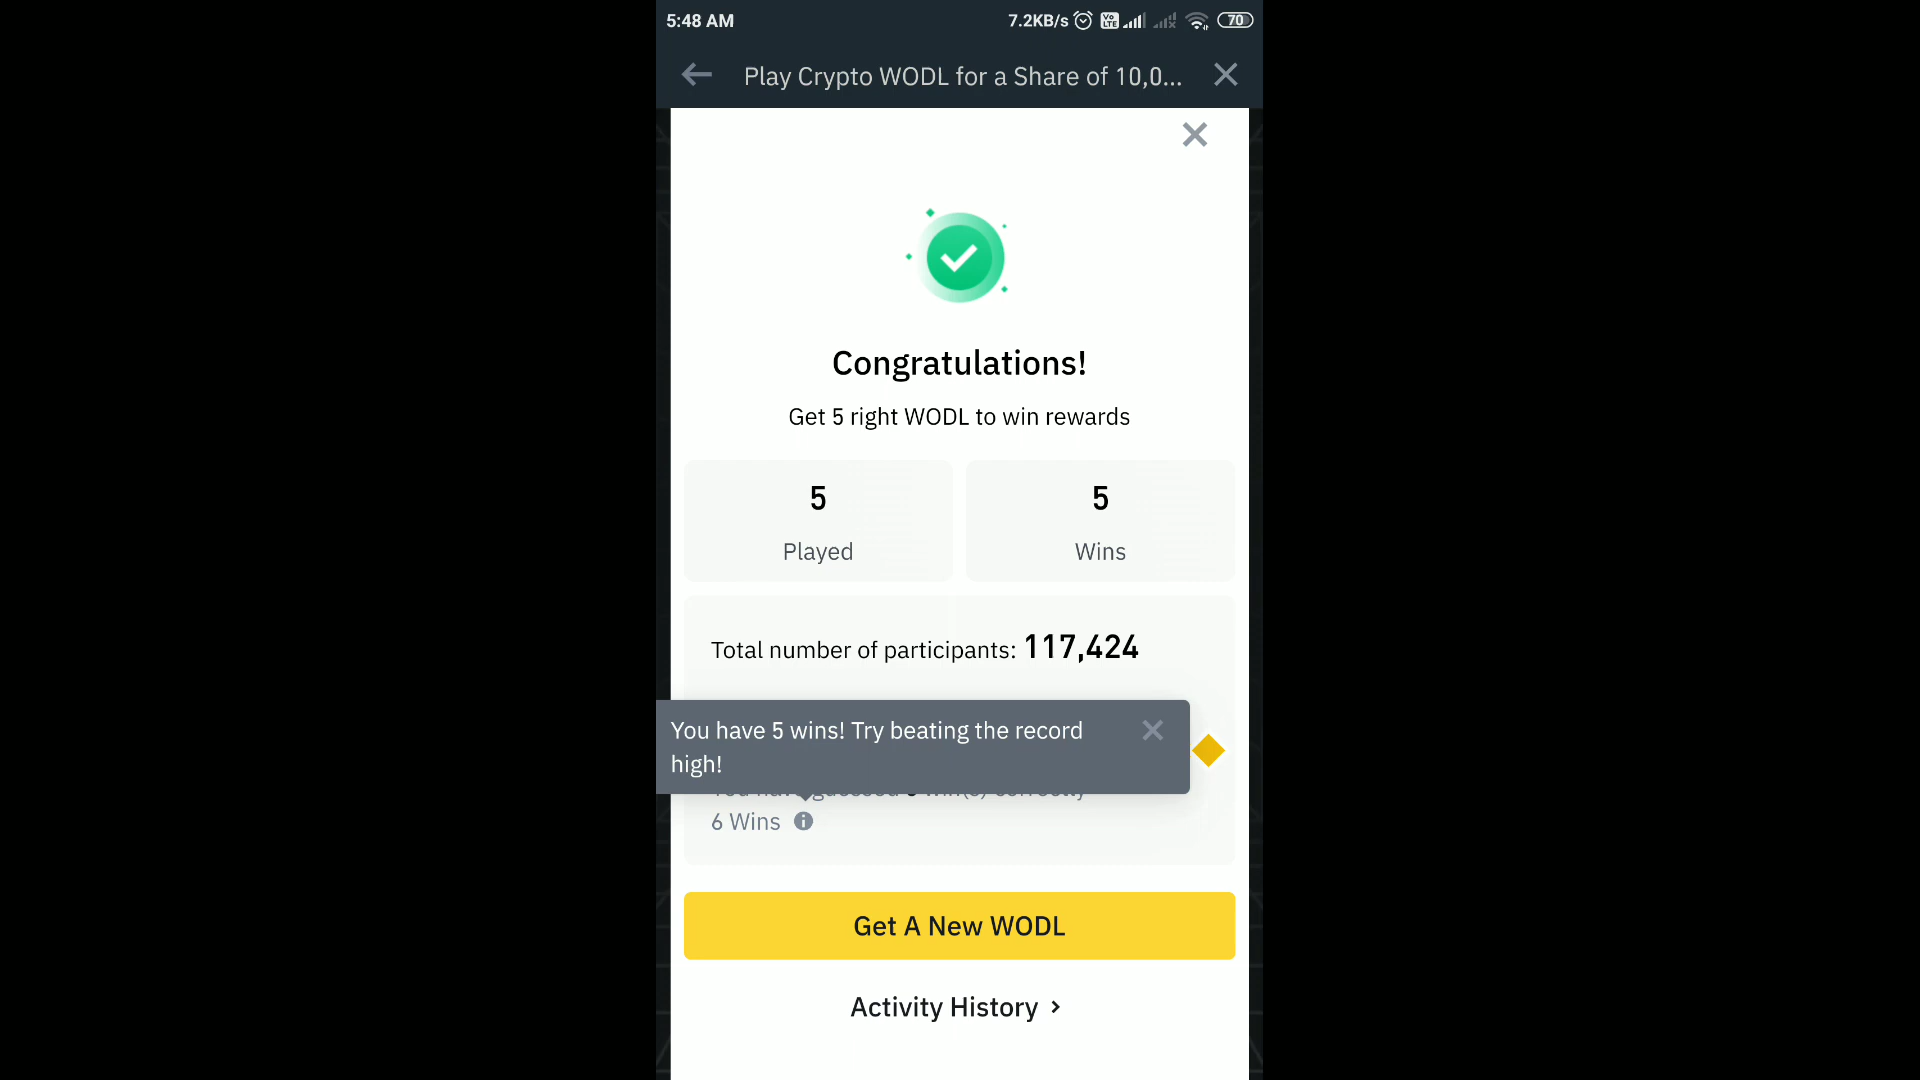 5:48 AM
7.2KB/s
Vo LTE
70
Play Crypto WODL for a Share of 10,0...
Congratulations!
Get 5 right WODL to win rewards
5
5
Played
Wins
Total number of participants: 117,424
You have 5 wins! Try beating the record
high!
6 Wins
Get A New WODL
Activity History